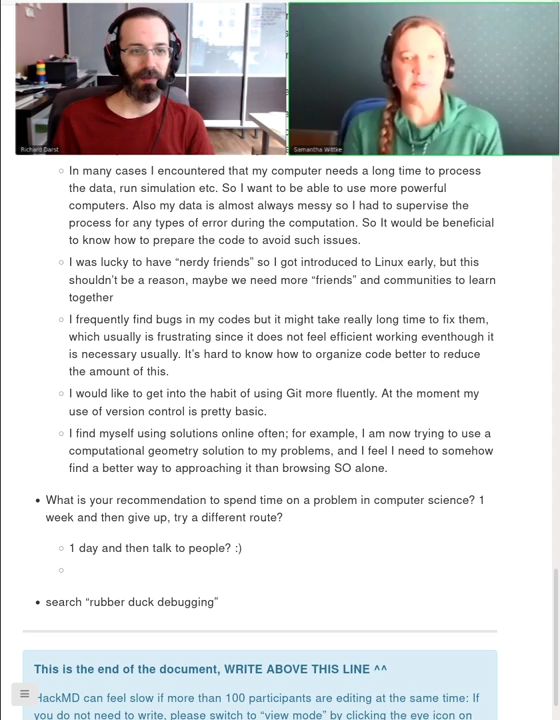 Richard Darst
Samantha Wittke
In many cases I encountered that my computer needs a long time to process
the data, run simulation etc. So I want to be able to use more powerful
computers. Also my data is almost always messy so I had to supervise the
process for any types of error during the computation. So It would be beneficial
to know how to prepare the code to avoid such issues.
I was lucky to have “nerdy friends” so I got introduced to Linux early, but this
shouldn’t be a reason, maybe we need more “friends” and communities to learn
together
I frequently find bugs in my codes but it might take really long time to fix them,
which usually is frustrating since it does not feel efficient working eventhough it
is necessary usually. It’s hard to know how to organize code better to reduce
the amount of this.
I would like to get into the habit of using Git more fluently. At the moment my
use of version control is pretty basic.
I find myself using solutions online often; for example, I am now trying to use a
computational geometry solution to my problems, and I feel I need to somehow
find a better way to approaching it than browsing SO alone.
What is your recommendation to spend time on a problem in computer science? 1
week and then give up, try a different route?
1 day and then talk to people? :)
search “rubber duck debugging”
This is the end of the document, WRITE ABOVE THIS LINE ^^
HackMD can feel slow if more than 100 participants are editing at the same time: If
you do not need to write, please switch to “view mode” by clicking the eye icon on